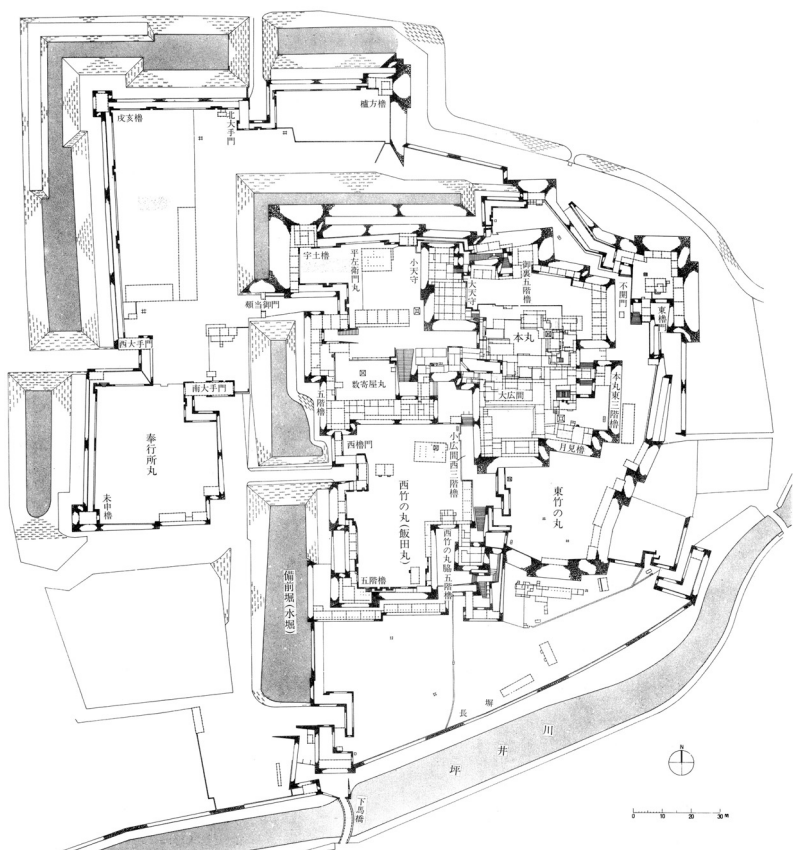 戌亥櫓
北大手門
櫨方櫓
宇土櫓
平左衛門丸
小天守
大天守
御裏五階櫓
不開門
東櫓
頬当御門
本丸
西大手門
数寄屋丸
大広間
本丸東三階櫓
南大手門
五階櫓
月見櫓
奉行所丸
西櫓門
小広間西三階櫓
東竹の丸
未申櫓
西竹の丸(飯田丸)
西竹の丸脇五階櫓
五階櫓
備前堀(水堀)
長塀
坪井川
下馬橋
N
0 5 10 20 30 M